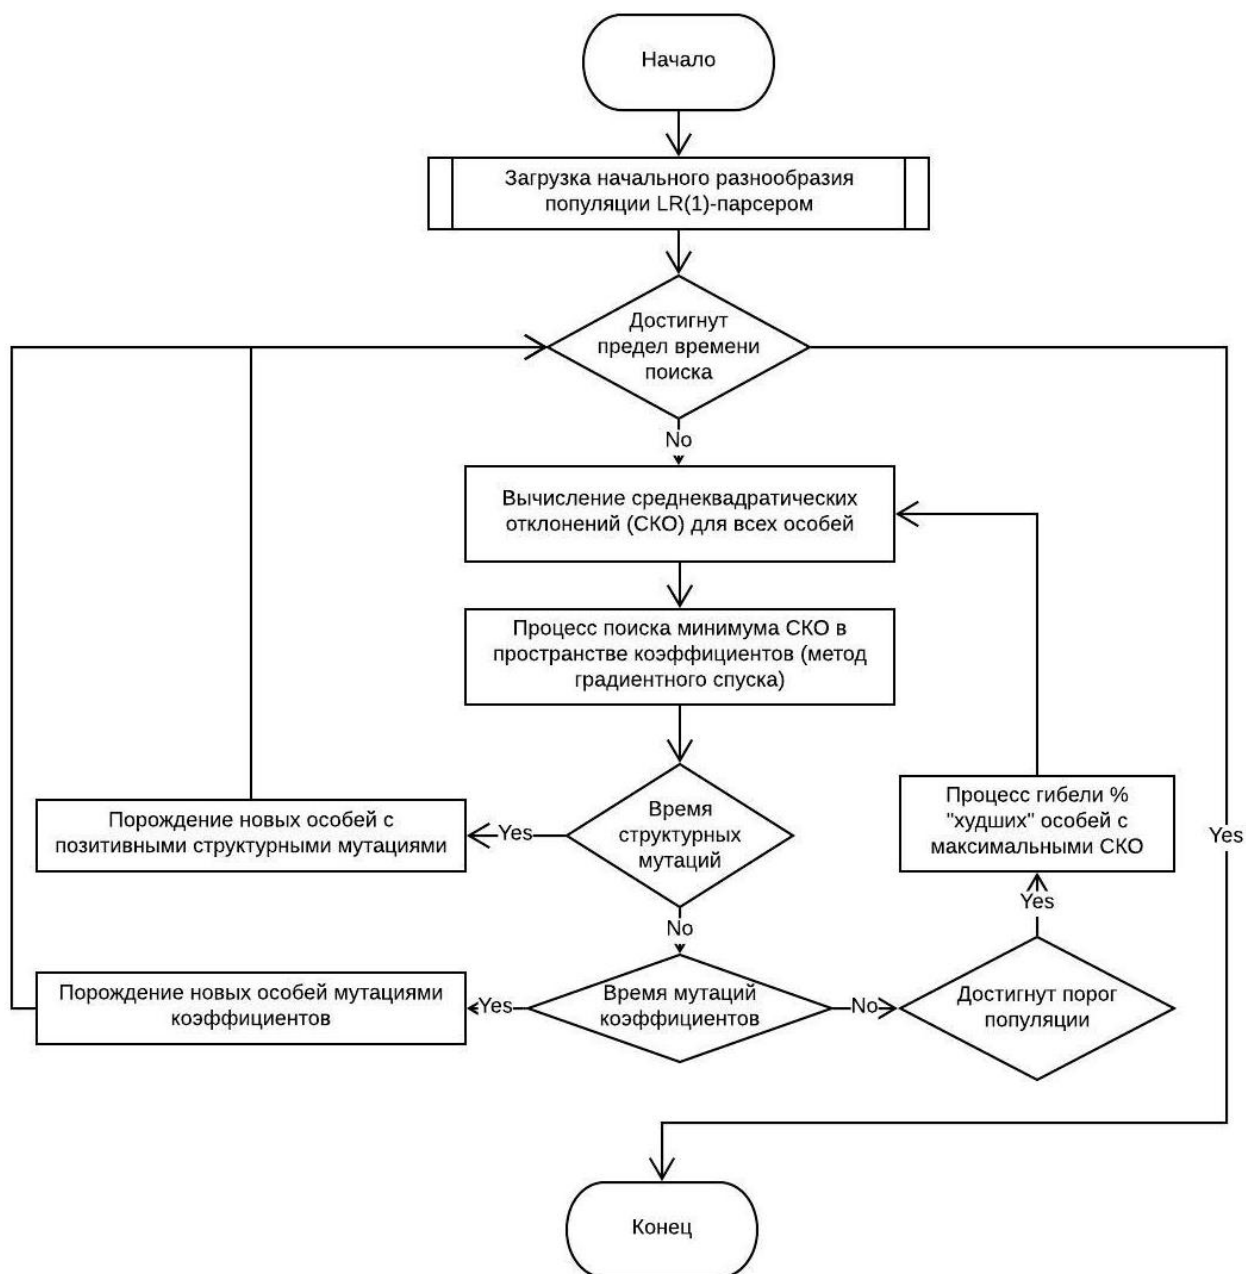 Начало
Загрузка начального разнообразия
популяции LR(1)-парсером
Достигнут
предел времени
поиска
No
Вычисление среднеквадратических
отклонений (СКО) для всех особей
Процесс поиска минимума СКО в
пространстве коэффициентов (метод
градиентного спуска)
Время
структурных
мутаций
Yes
Порождение новых особей с
позитивными структурными мутациями
No
Время мутаций
коэффициентов
Yes
Порождение новых особей мутациями
коэффициентов
No
Достигнут порог
популяции
Yes
Процесс гибели %
"худших" особей с
максимальными СКО
Yes
Конец